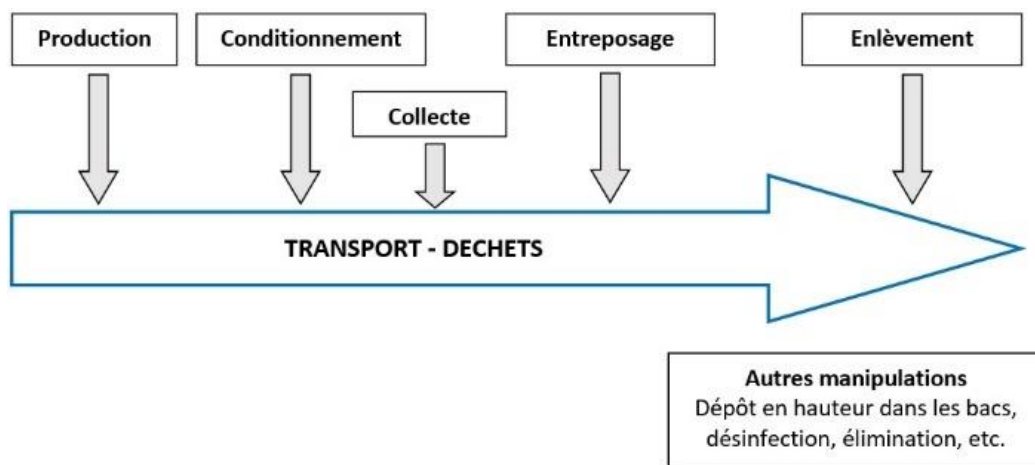 Production
Conditionnement
Entreposage
Enlèvement
Collecte
TRANSPORT - DECHETS
Autres manipulations
Dépôt en hauteur dans les bacs,
désinfection, élimination, etc.